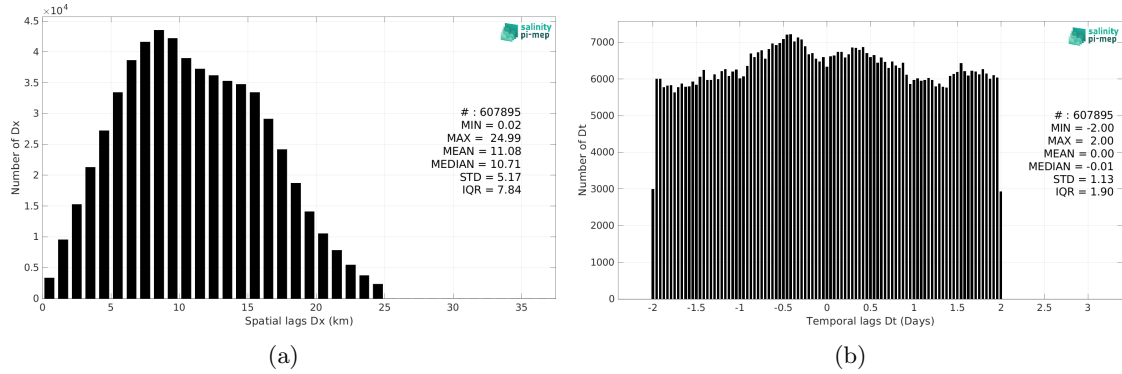 ×10⁴
4.5
4
3.5
3
2.5
2
1.5
1
0.5
0
Number of Dx
0 5 10 15 20 25 30 35
Spatial lags Dx (km)
salinity
pi-mep
# : 607895
MIN = 0.02
MAX = 24.99
MEAN = 11.08
MEDIAN = 10.71
STD = 5.17
IQR = 7.84
(a)
7000
6000
5000
4000
3000
2000
1000
0
Number of Dt
-2 -1.5 -1 -0.5 0 0.5 1 1.5 2 2.5 3
Temporal lags Dt (Days)
salinity
pi-mep
# : 607895
MIN = -2.00
MAX = 2.00
MEAN = 0.00
MEDIAN = -0.01
STD = 1.13
IQR = 1.90
(b)